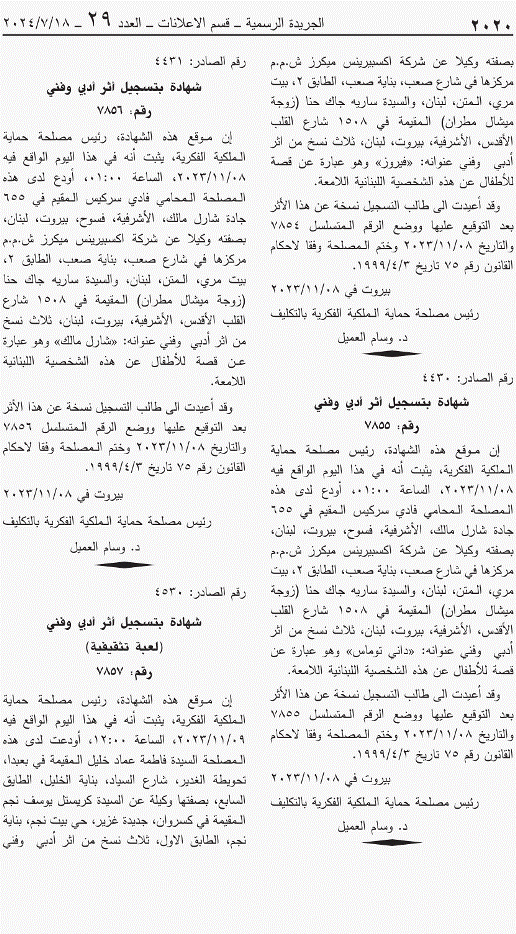 ٢٠٢٠
الجريدة الرسمية ـ قسم الاعلانات ـ العدد ٢٩ ـ ٢٠٢٤/٧/١٨
بصفته وكيلا عن شركة اكسبيرينس ميكرز ش.م.م
مركزها في شارع صعب، بناية صعب، الطابق ٢، بيت
مري، المتن، لبنان، والسيدة ساريه جاك حنا (زوجة
ميشال مطران) المقيمة في ١٥٠٨ شارع القلب
الأقدس، الأشرفية، بيروت، لبنان، ثلاث نسخ من اثر
أدبي وفني عنوانه: «فيروز» وهو عبارة عن قصة
للأطفال عن هذه الشخصية اللبنانية اللامعة.
وقد أعيدت الى طالب التسجيل نسخة عن هذا الأثر
بعد التوقيع عليها ووضع الرقم المتسلسل ٧٨٥٤
والتاريخ ٢٠٢٣/١١/٠٨ وختم المصلحة وفقا لاحكام
القانون رقم ٧٥ تاريخ ١٩٩٩/٤/٣.
بيروت في ٢٠٢٣/١١/٠٨
رئيس مصلحة حماية الملكية الفكرية بالتكليف
د. وسام العميل
رقم الصادر: ٤٤٣٠
شهادة بتسجيل أثر أدبي وفني
رقم: ٧٨٥٥
إن موقع هذه الشهادة، رئيس مصلحة حماية
الملكية الفكرية، يثبت أنه في هذا اليوم الواقع فيه
٢٠٢٣/١١/٠٨، الساعة ٠١:٠٠، أودع لدى هذه
المصلحة المحامي فادي سركيس المقيم في ٦٥٥
جادة شارل مالك، الأشرفية، فسوح، بيروت، لبنان،
بصفته وكيلا عن شركة اكسبيرينس ميكرز ش.م.م
مركزها في شارع صعب، بناية صعب، الطابق ٢، بيت
مري، المتن، لبنان، والسيدة ساريه جاك حنا (زوجة
ميشال مطران) المقيمة في ١٥٠٨ شارع القلب
الأقدس، الأشرفية، بيروت، لبنان، ثلاث نسخ من اثر
أدبي وفني عنوانه: «داني توماس» وهو عبارة عن
قصة للأطفال عن هذه الشخصية اللبنانية اللامعة.
وقد أعيدت الى طالب التسجيل نسخة عن هذا الأثر
بعد التوقيع عليها ووضع الرقم المتسلسل ٧٨٥٥
والتاريخ ٢٠٢٣/١١/٠٨ وختم المصلحة وفقا لاحكام
القانون رقم ٧٥ تاريخ ١٩٩٩/٤/٣.
بيروت في ٢٠٢٣/١١/٠٨
رئيس مصلحة حماية الملكية الفكرية بالتكليف
د. وسام العميل
رقم الصادر: ٤٤٣١
شهادة بتسجيل أثر أدبي وفني
رقم: ٧٨٥٦
إن موقع هذه الشهادة، رئيس مصلحة حماية
الملكية الفكرية، يثبت أنه في هذا اليوم الواقع فيه
٢٠٢٣/١١/٠٨، الساعة ٠١:٠٠، أودع لدى هذه
المصلحة المحامي فادي سركيس المقيم في ٦٥٥
جادة شارل مالك، الأشرفية، فسوح، بيروت، لبنان،
بصفته وكيلا عن شركة اكسبيرينس ميكرز ش.م.م
مركزها في شارع صعب، بناية صعب، الطابق ٢،
بيت مري، المتن، لبنان، والسيدة ساريه جاك حنا
(زوجة ميشال مطران) المقيمة في ١٥٠٨ شارع
القلب الأقدس، الأشرفية، بيروت، لبنان، ثلاث نسخ
من اثر أدبي وفني عنوانه: «شارل مالك» وهو عبارة
عن قصة للأطفال عن هذه الشخصية اللبنانية
اللامعة.
وقد أعيدت الى طالب التسجيل نسخة عن هذا الأثر
بعد التوقيع عليها ووضع الرقم المتسلسل ٧٨٥٦
والتاريخ ٢٠٢٣/١١/٠٨ وختم المصلحة وفقا لاحكام
القانون رقم ٧٥ تاريخ ١٩٩٩/٤/٣.
بيروت في ٢٠٢٣/١١/٠٨
رئيس مصلحة حماية الملكية الفكرية بالتكليف
د. وسام العميل
رقم الصادر: ٤٥٣٠
شهادة بتسجيل أثر أدبي وفني
(لعبة تثقيفية)
رقم: ٧٨٥٧
إن موقع هذه الشهادة، رئيس مصلحة حماية
الملكية الفكرية، يثبت أنه في هذا اليوم الواقع فيه
٢٠٢٣/١١/٠٩، الساعة ١٢:٠٠، أودعت لدى هذه
المصلحة السيدة فاطمة عماد خليل المقيمة في بعبدا،
تحويطة الغدير، شارع السياد، بناية الخليل، الطابق
السابع، بصفتها وكيلة عن السيدة كريستل يوسف نجم
المقيمة في كسروان، جديدة غزير، حي بيت نجم، بناية
نجم، الطابق الاول، ثلاث نسخ من اثر أدبي وفني